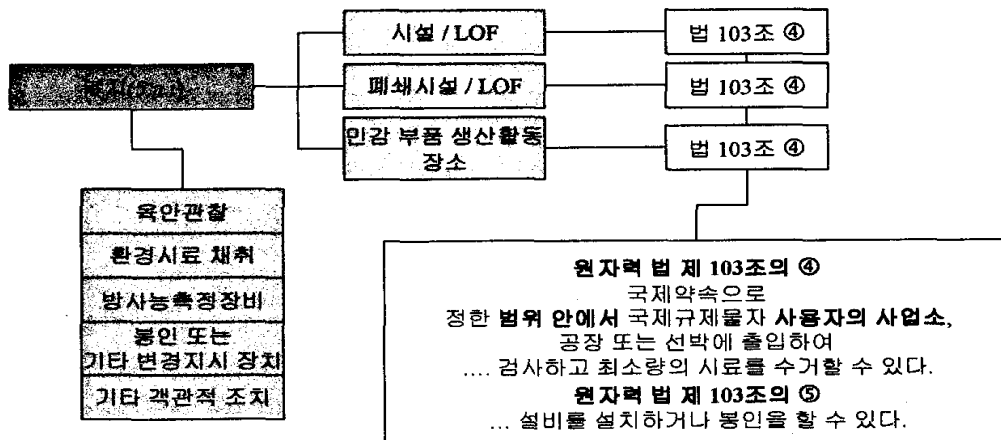 시설 / LOF
법 103조 ④
폐쇄시설 / LOF
법 103조 ④
민감 부품 생산활동
장소
법 103조 ④
육안관찰
환경시료 채취
방사능측정장비
봉인 또는
기타 변경지시 장치
기타 객관적 조치
원자력 법 제 103조의 ④
국제약속으로
정한 범위 안에서 국제규제물자 사용자의 사업소,
공장 또는 선박에 출입하여
.... 검사하고 최소량의 시료를 수거할 수 있다.
원자력 법 제 103조의 ⑤
... 설비를 설치하거나 봉인을 할 수 있다.